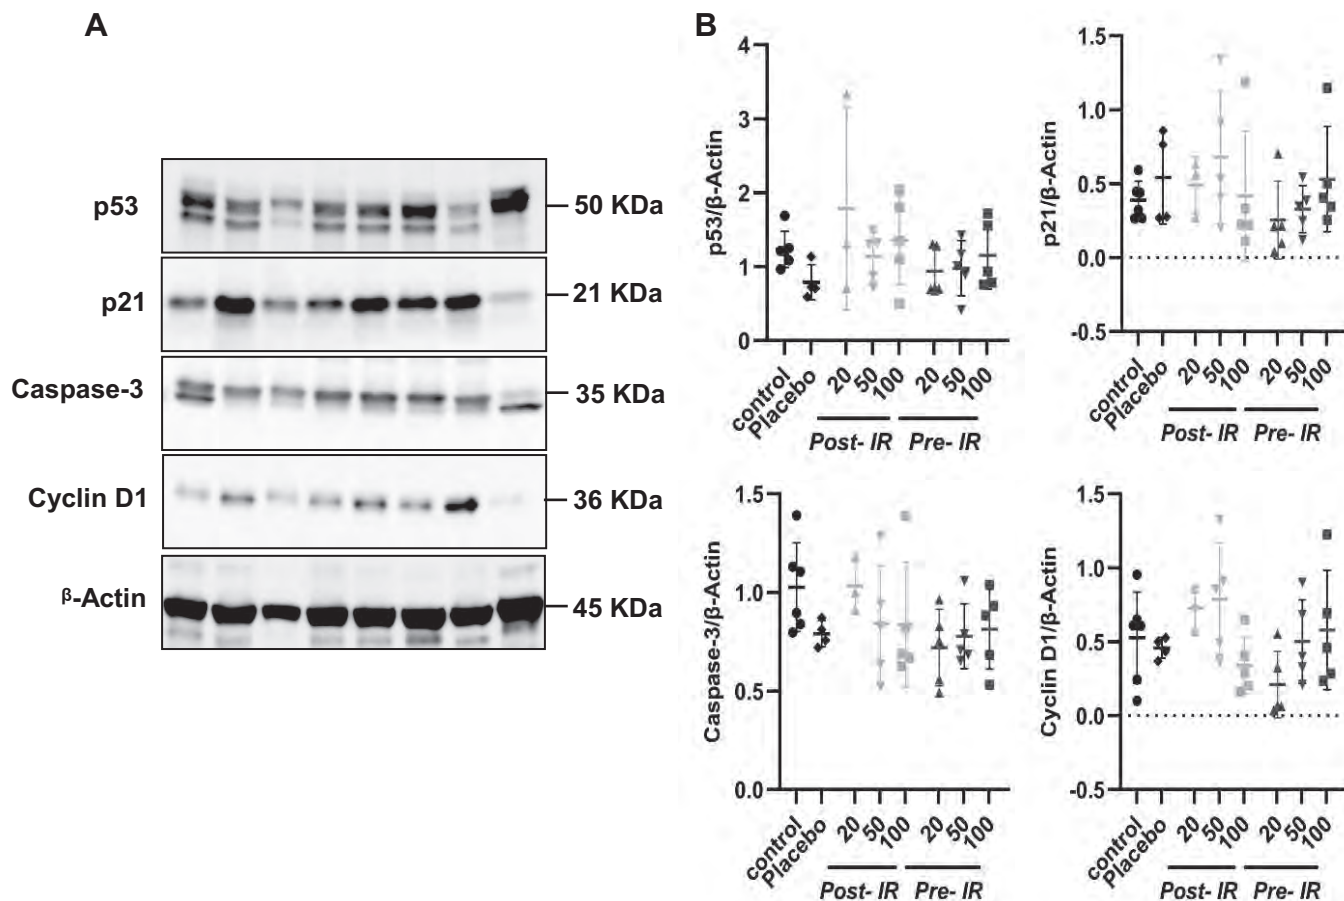 A
p53
50 KDa
p21
21 KDa
Caspase-3
35 KDa
Cyclin D1
36 KDa
β-Actin
45 KDa
B
p53/β-Actin
4
3
2
1
0
control
Placebo
20
50
100
20
50
100
Post- IR
Pre- IR
p21/β-Actin
1.5
1.0
0.5
0.0
-0.5
control
Placebo
20
50
100
20
50
100
Post- IR
Pre- IR
Caspase-3/β-Actin
1.5
1.0
0.5
0.0
control
Placebo
20
50
100
20
50
100
Post- IR
Pre- IR
Cyclin D1/β-Actin
1.5
1.0
0.5
0.0
-0.5
control
Placebo
20
50
100
20
50
100
Post- IR
Pre- IR